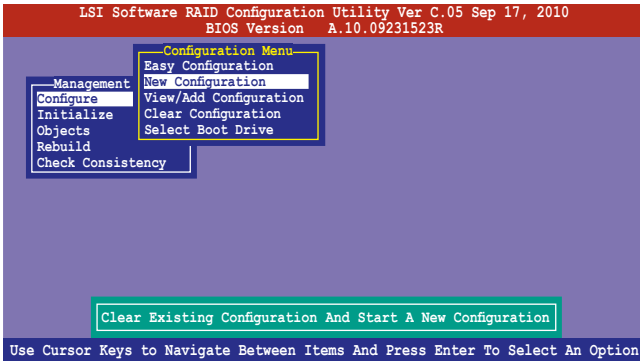 LSI Software RAID Configuration Utility Ver C.05 Sep 17, 2010
BIOS Version A.10.09231523R
Configuration Menu
Easy Configuration
New Configuration
View/Add Configuration
Clear Configuration
Select Boot Drive
Management
Configure
Initialize
Objects
Rebuild
Check Consistency
Clear Existing Configuration And Start A New Configuration
Use Cursor Keys to Navigate Between Items And Press Enter To Select An Option